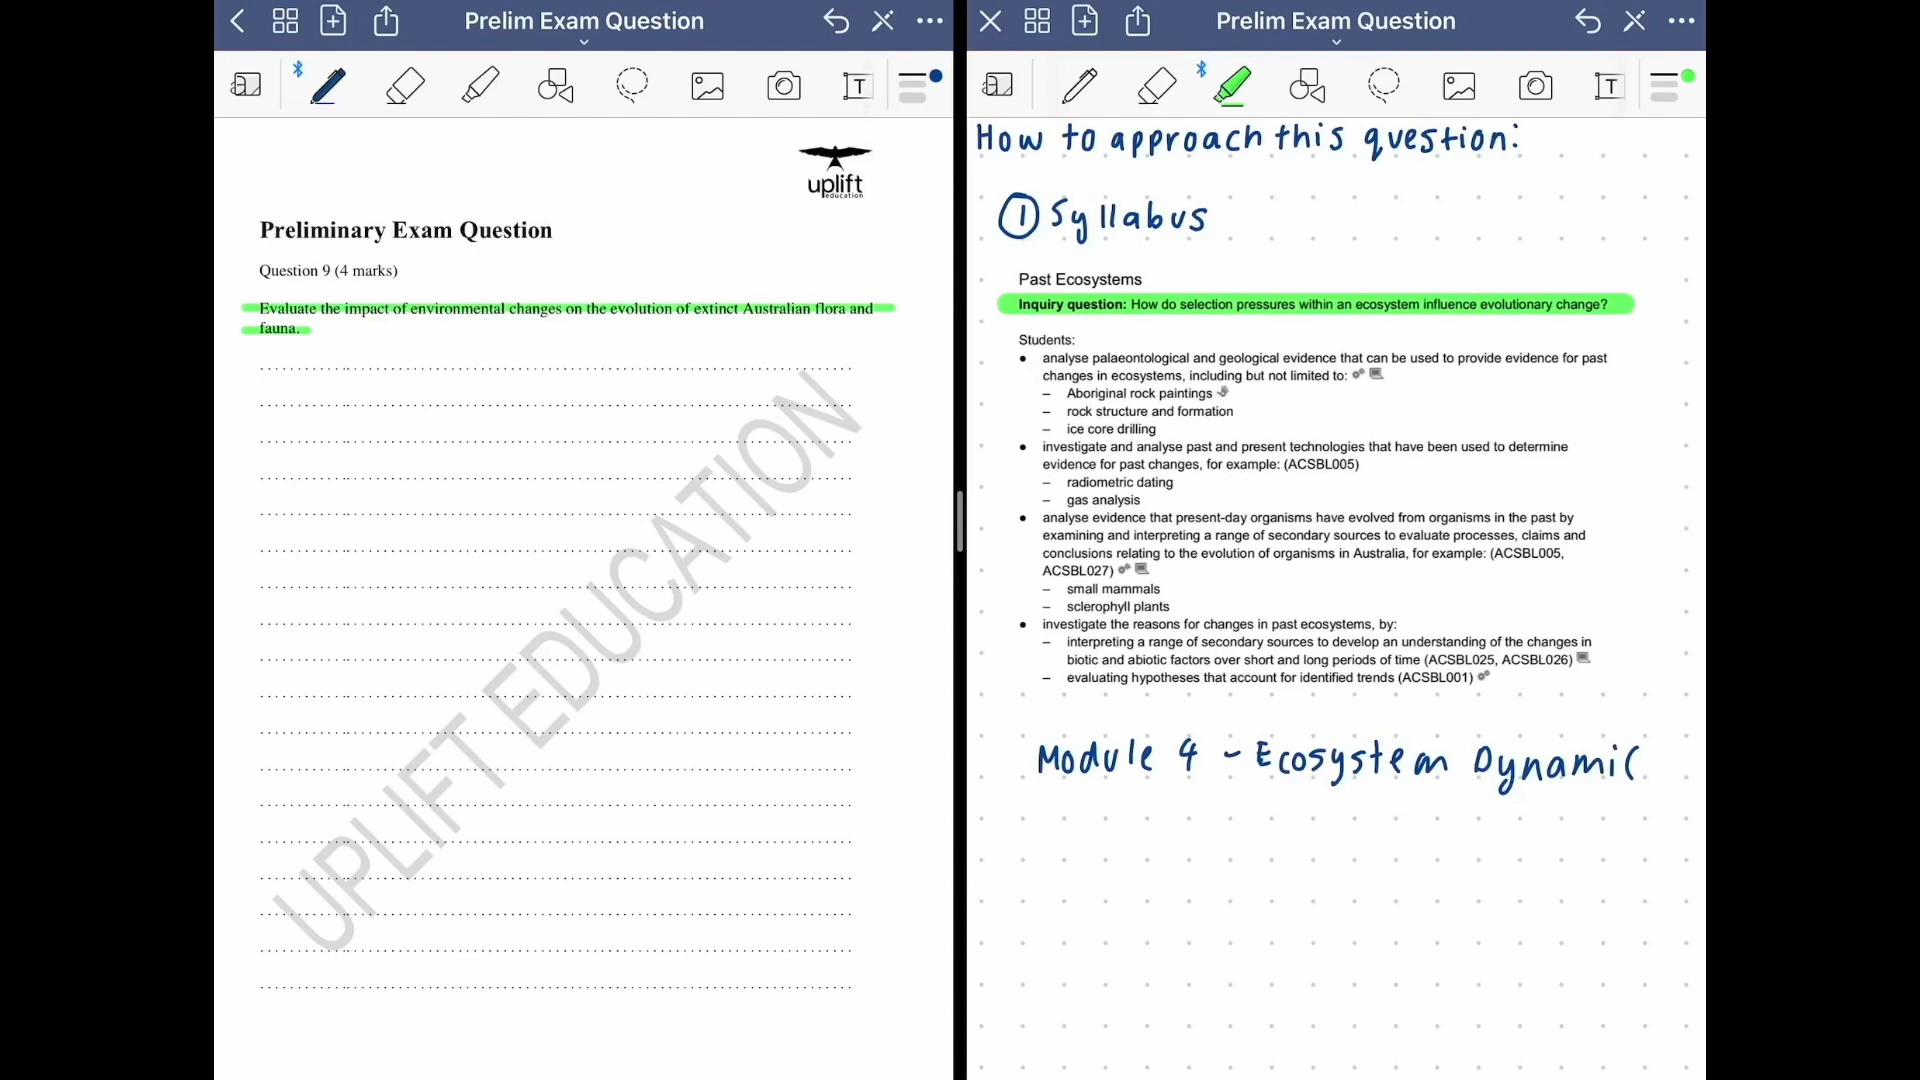 Prelim Exam Question
T
uplift
education
Preliminary Exam Question
Question 9 (4 marks)
Evaluate the impact of environmental changes on the evolution of extinct Australian flora and
fauna.
UPLIFT EDUCATION
Prelim Exam Question
T
How to approach this question:
① Syllabus
Past Ecosystems
Inquiry question: How do selection pressures within an ecosystem influence evolutionary change?
Students:
● analyse palaeontological and geological evidence that can be used to provide evidence for past
changes in ecosystems, including but not limited to:
– Aboriginal rock paintings
– rock structure and formation
– ice core drilling
● investigate and analyse past and present technologies that have been used to determine
evidence for past changes, for example: (ACSBL005)
– radiometric dating
– gas analysis
● analyse evidence that present-day organisms have evolved from organisms in the past by
examining and interpreting a range of secondary sources to evaluate processes, claims and
conclusions relating to the evolution of organisms in Australia, for example: (ACSBL005,
ACSBL027)
– small mammals
– sclerophyll plants
● investigate the reasons for changes in past ecosystems, by:
– interpreting a range of secondary sources to develop an understanding of the changes in
biotic and abiotic factors over short and long periods of time (ACSBL025, ACSBL026)
– evaluating hypotheses that account for identified trends (ACSBL001)
Module 4 - Ecosystem Dynamic